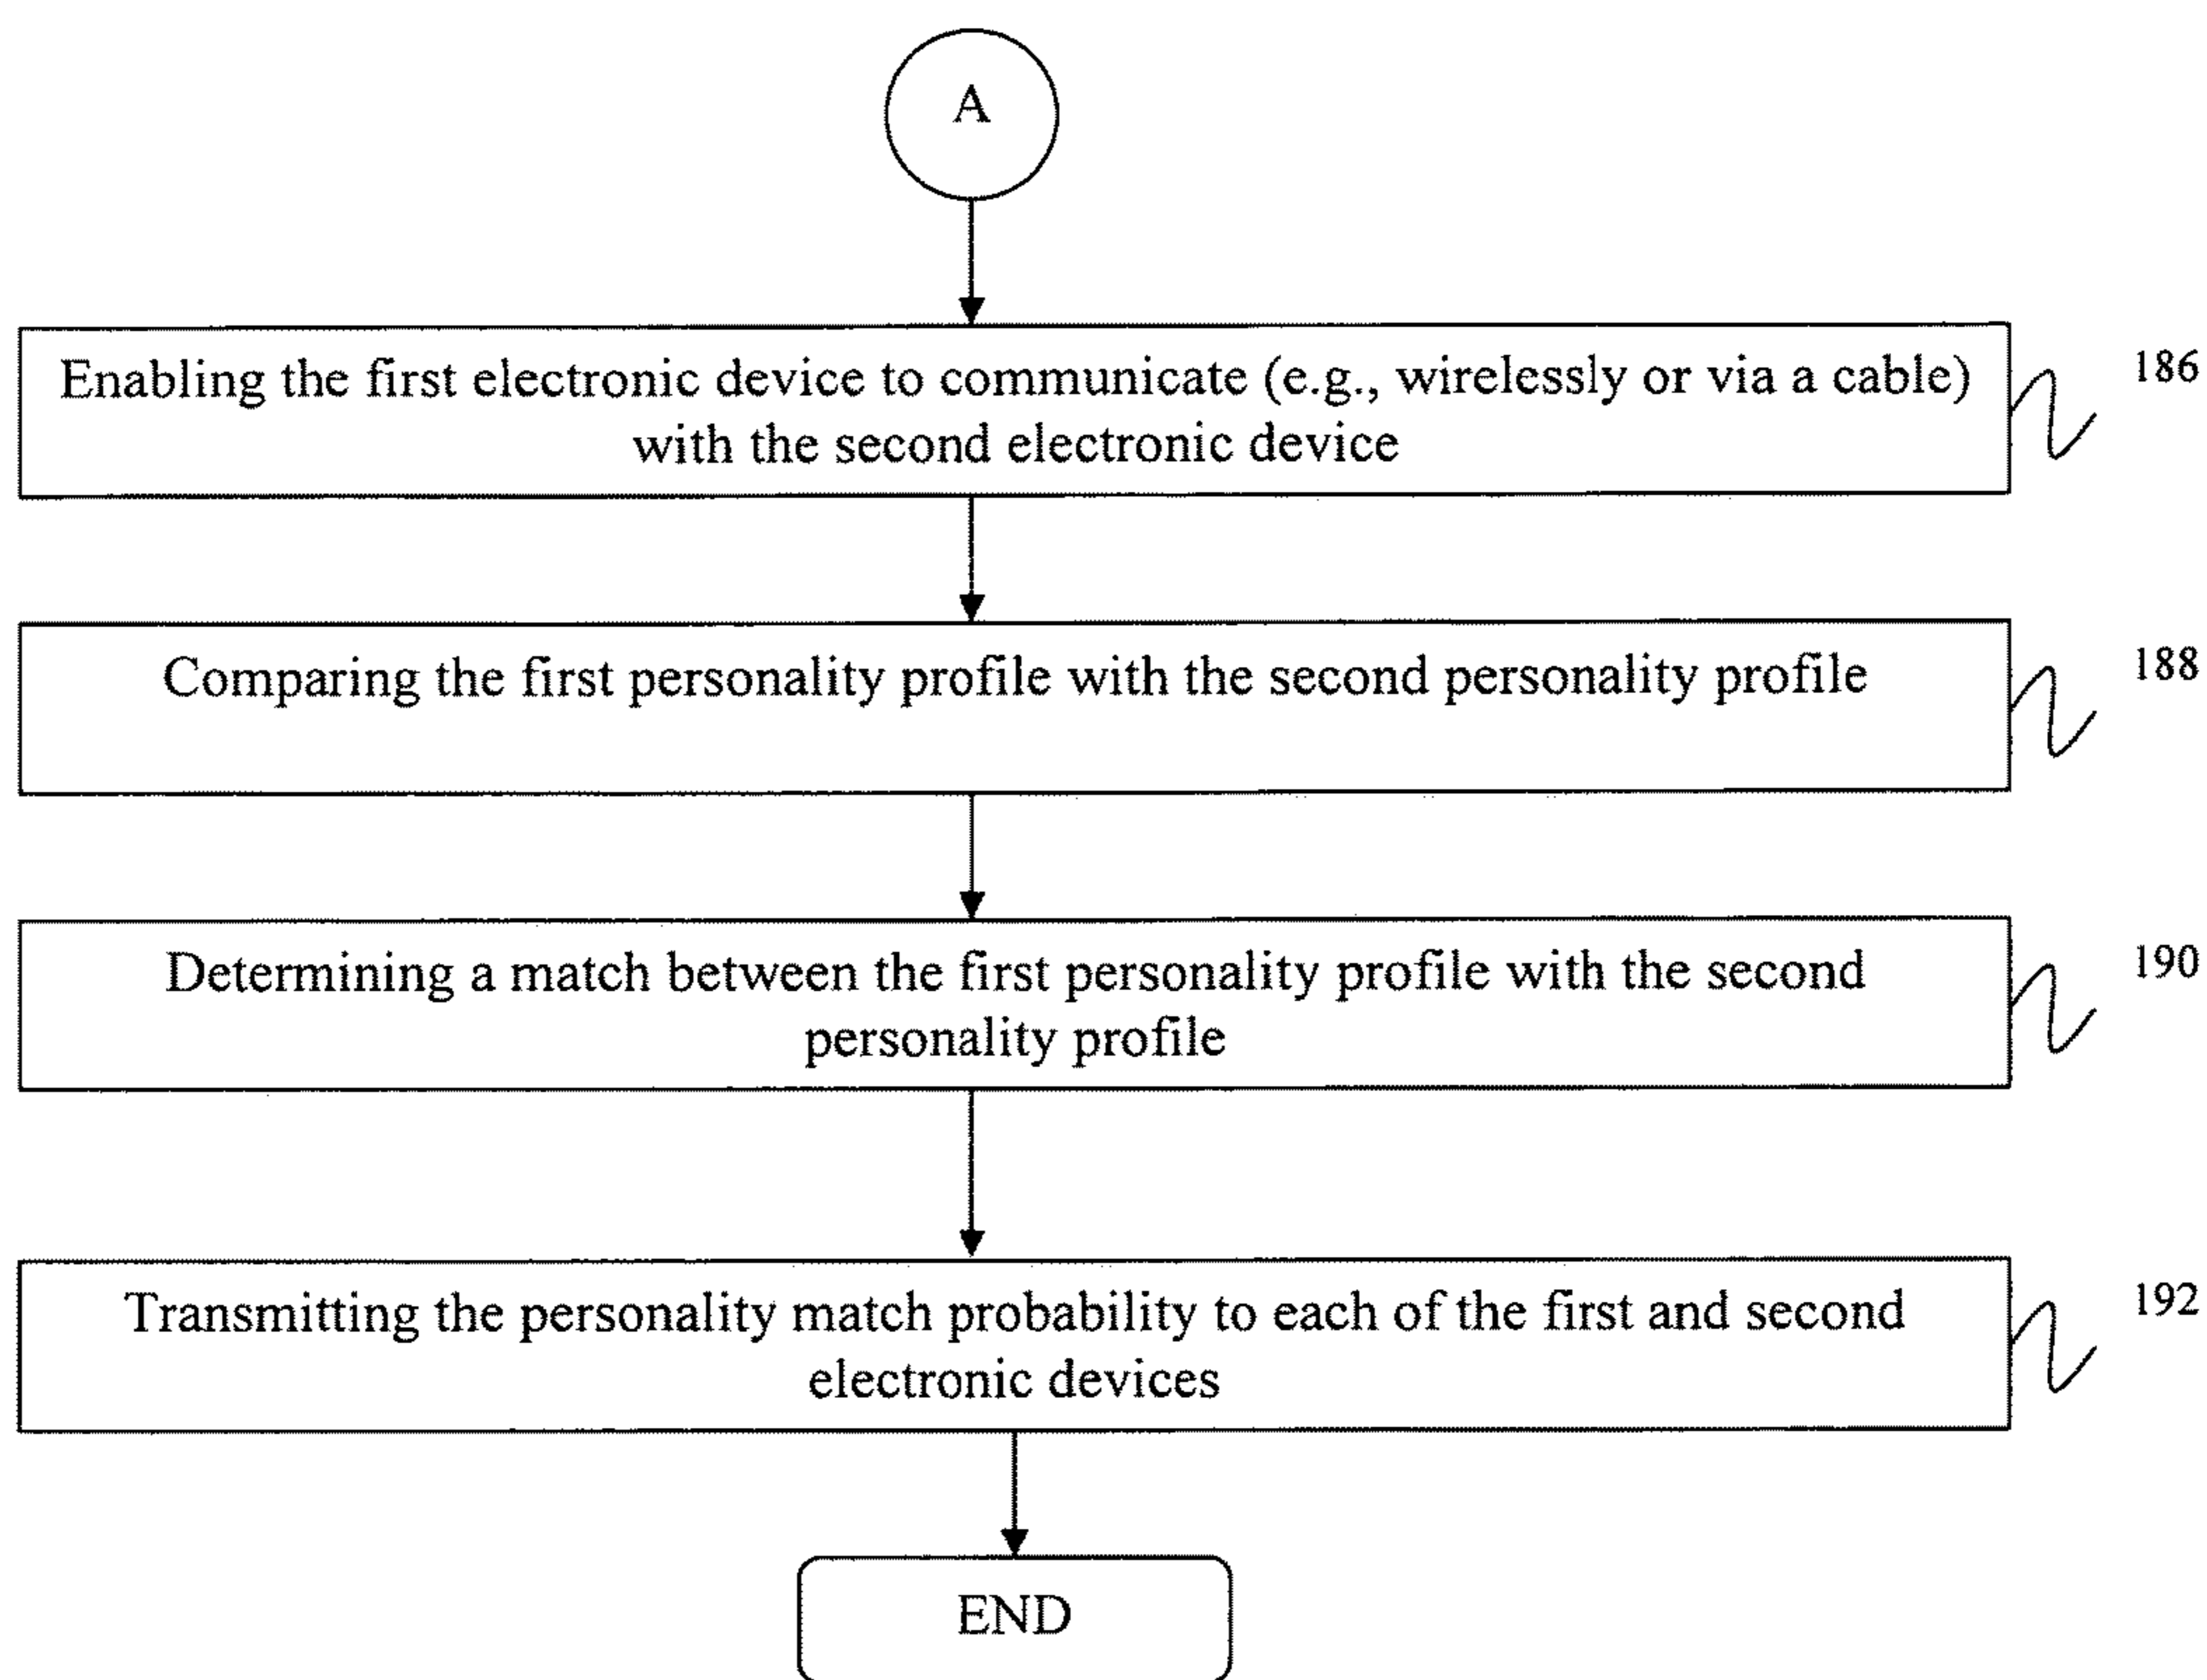 A
Enabling the first electronic device to communicate (e.g., wirelessly or via a cable)
with the second electronic device
186
Comparing the first personality profile with the second personality profile
188
Determining a match between the first personality profile with the second
personality profile
190
Transmitting the personality match probability to each of the first and second
electronic devices
192
END